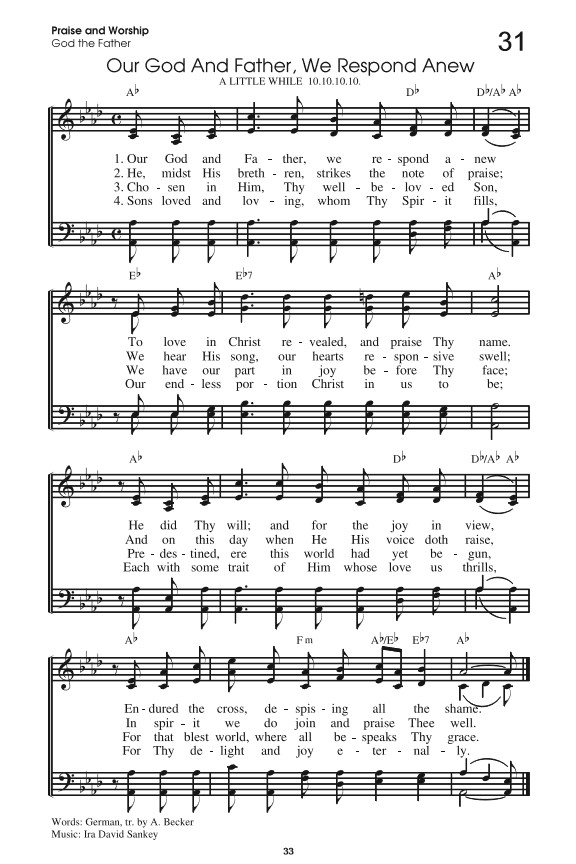 Praise and Worship
God the Father
31
Our God And Father, We Respond Anew
A LITTLE WHILE 10.10.10.10.
A♭ D♭ D♭/A♭ A♭
1. Our God and Fa - ther, we re - spond a - new
2. He, midst His breth - ren, strikes the note of praise;
3. Cho - sen in Him, Thy well - be - lov - ed Son,
4. Sons loved and lov - ing, whom Thy Spir - it fills,
E♭ E♭7 A♭
To love in Christ re - vealed, and praise Thy name.
We hear His song, our hearts re - spon - sive swell;
We have our part in joy be - fore Thy face;
Our end - less por - tion Christ in us to be;
A♭ D♭ D♭/A♭ A♭
He did Thy will; and for the joy in view,
And on this day when He His voice doth raise,
Pre - des - tined, ere this world had yet be - gun,
Each with some trait of Him whose love us thrills,
A♭ Fm A♭/E♭ E♭7 A♭
En - dured the cross, de - spis - ing all the shame.
In spir - it we do join and praise Thee well.
For that blest world, where all be - speaks Thy grace.
For Thy de - light and joy e - ter - nal - ly.
Words: German, tr. by A. Becker
Music: Ira David Sankey
33